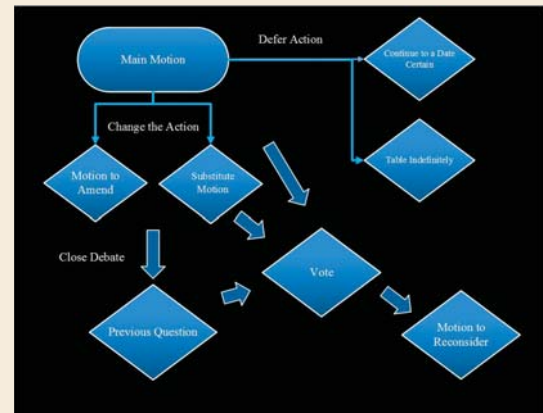 Defer Action
Main Motion
Continue to a Date
Certain
Change the Action
Motion to
Amend
Substitute
Motion
Table Indefinitely
Close Debate
Vote
Previous Question
Motion to
Reconsider